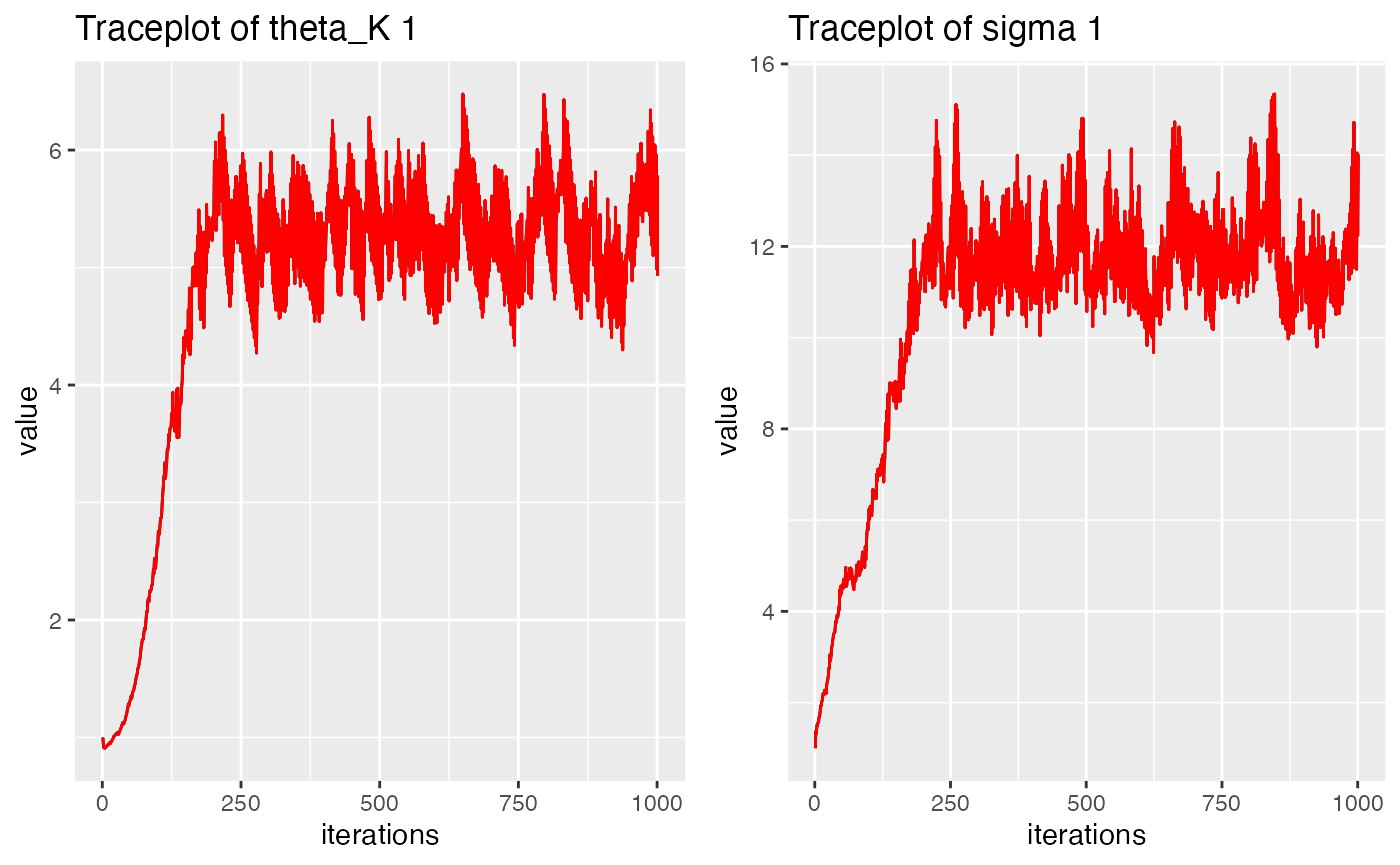 Traceplot of theta_K 1
6
4
2
value
0 250 500 750 1000
iterations
Traceplot of sigma 1
16
12
8
4
value
0 250 500 750 1000
iterations